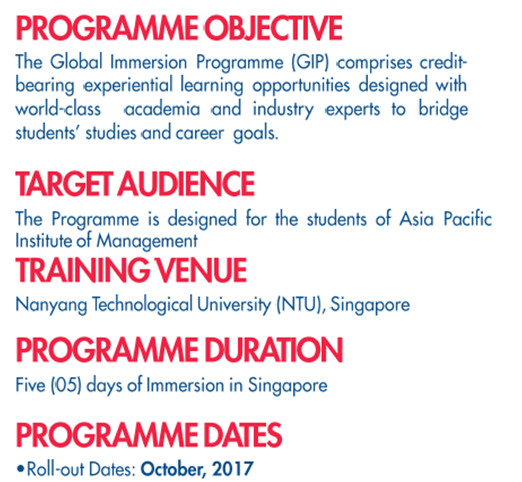 PROGRAMME OBJECTIVE
The Global Immersion Programme (GIP) comprises credit-
bearing experiential learning opportunities designed with
world-class academia and industry experts to bridge
students' studies and career goals.
TARGET AUDIENCE
The Programme is designed for the students of Asia Pacific
Institute of Management
TRAINING VENUE
Nanyang Technological University (NTU), Singapore
PROGRAMME DURATION
Five (05) days of Immersion in Singapore
PROGRAMME DATES
•Roll-out Dates: October, 2017